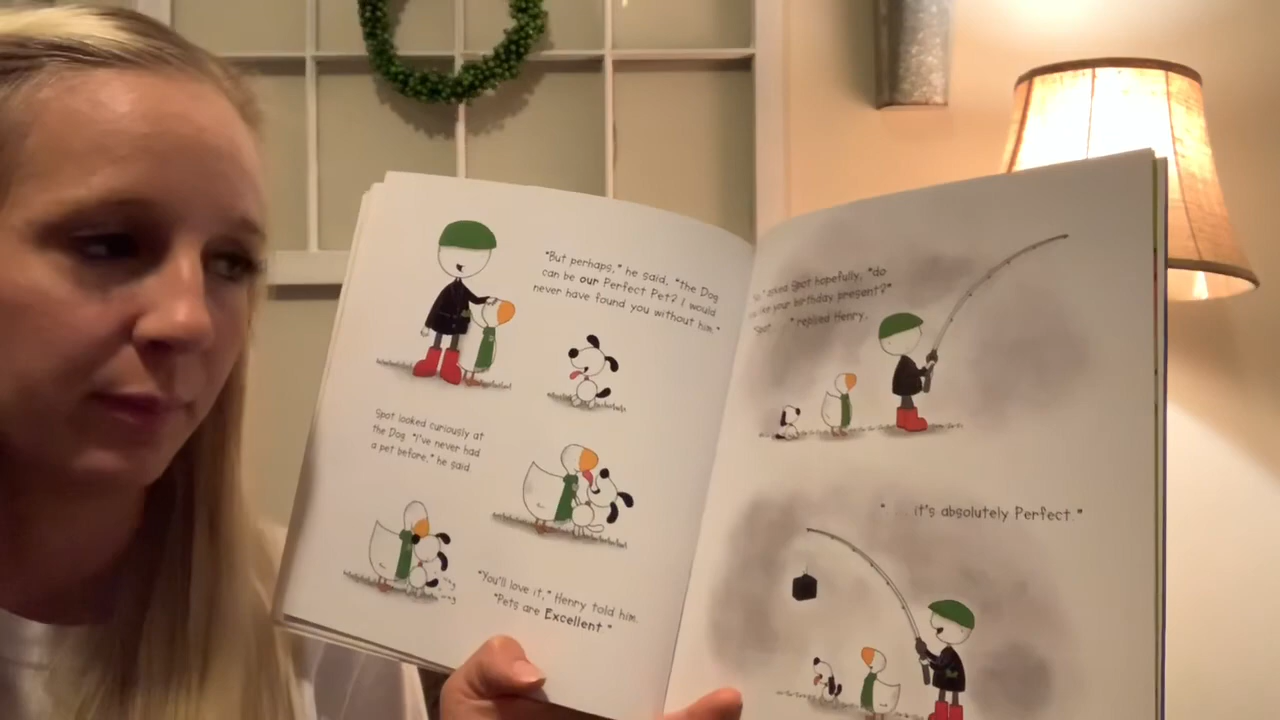 "But perhaps," he said, "the Dog
can be our Perfect Pet? I would
never have found you without him."
Spot looked curiously at
the Dog. "I've never had
a pet before," he said.
"You'll love it," Henry told him.
"Pets are Excellent."
asked Spot hopefully, "do
like your birthday present?"
"Spot . . ." replied Henry,
". . . it's absolutely Perfect."